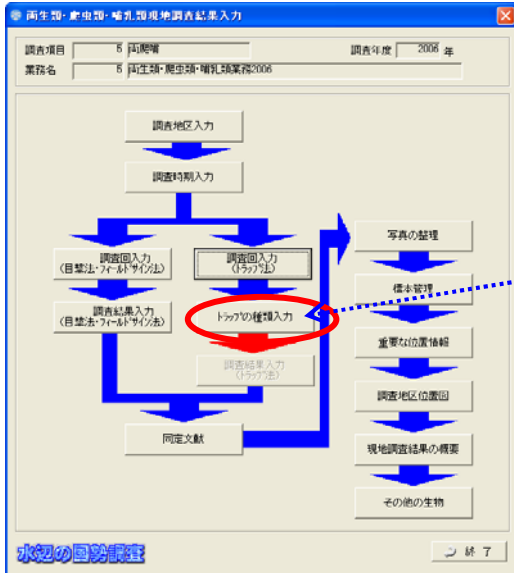 両生類・爬虫類・哺乳類現地調査結果入力
調査項目 6 両爬哺 調査年度 2006 年
業務名 6 両生類・爬虫類・哺乳類業務2006
調査地区入力
調査時期入力
調査回入力
(目撃法・フィールドサイン法)
調査回入力
(トラップ法)
調査結果入力
(目撃法・フィールドサイン法)
トラップの種類入力
調査結果入力
(トラップ法)
同定文献
写真の整理
標本管理
重要な位置情報
調査地区位置図
現地調査結果の概要
その他の生物
水辺の国勢調査
終了